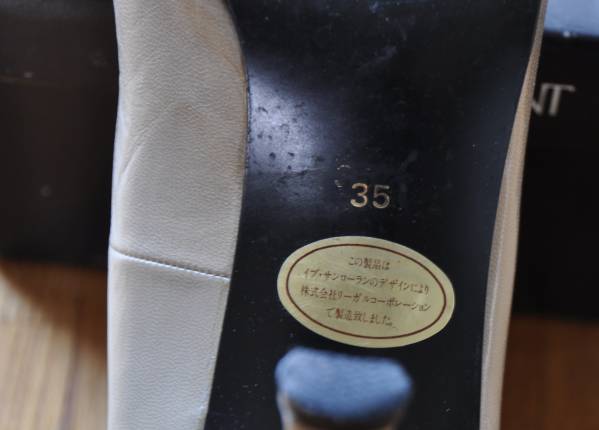 NT
35
この製品は
イブ・サンローランのデザインにより
株式会社リーガルコーポレーション
で製造致しました。